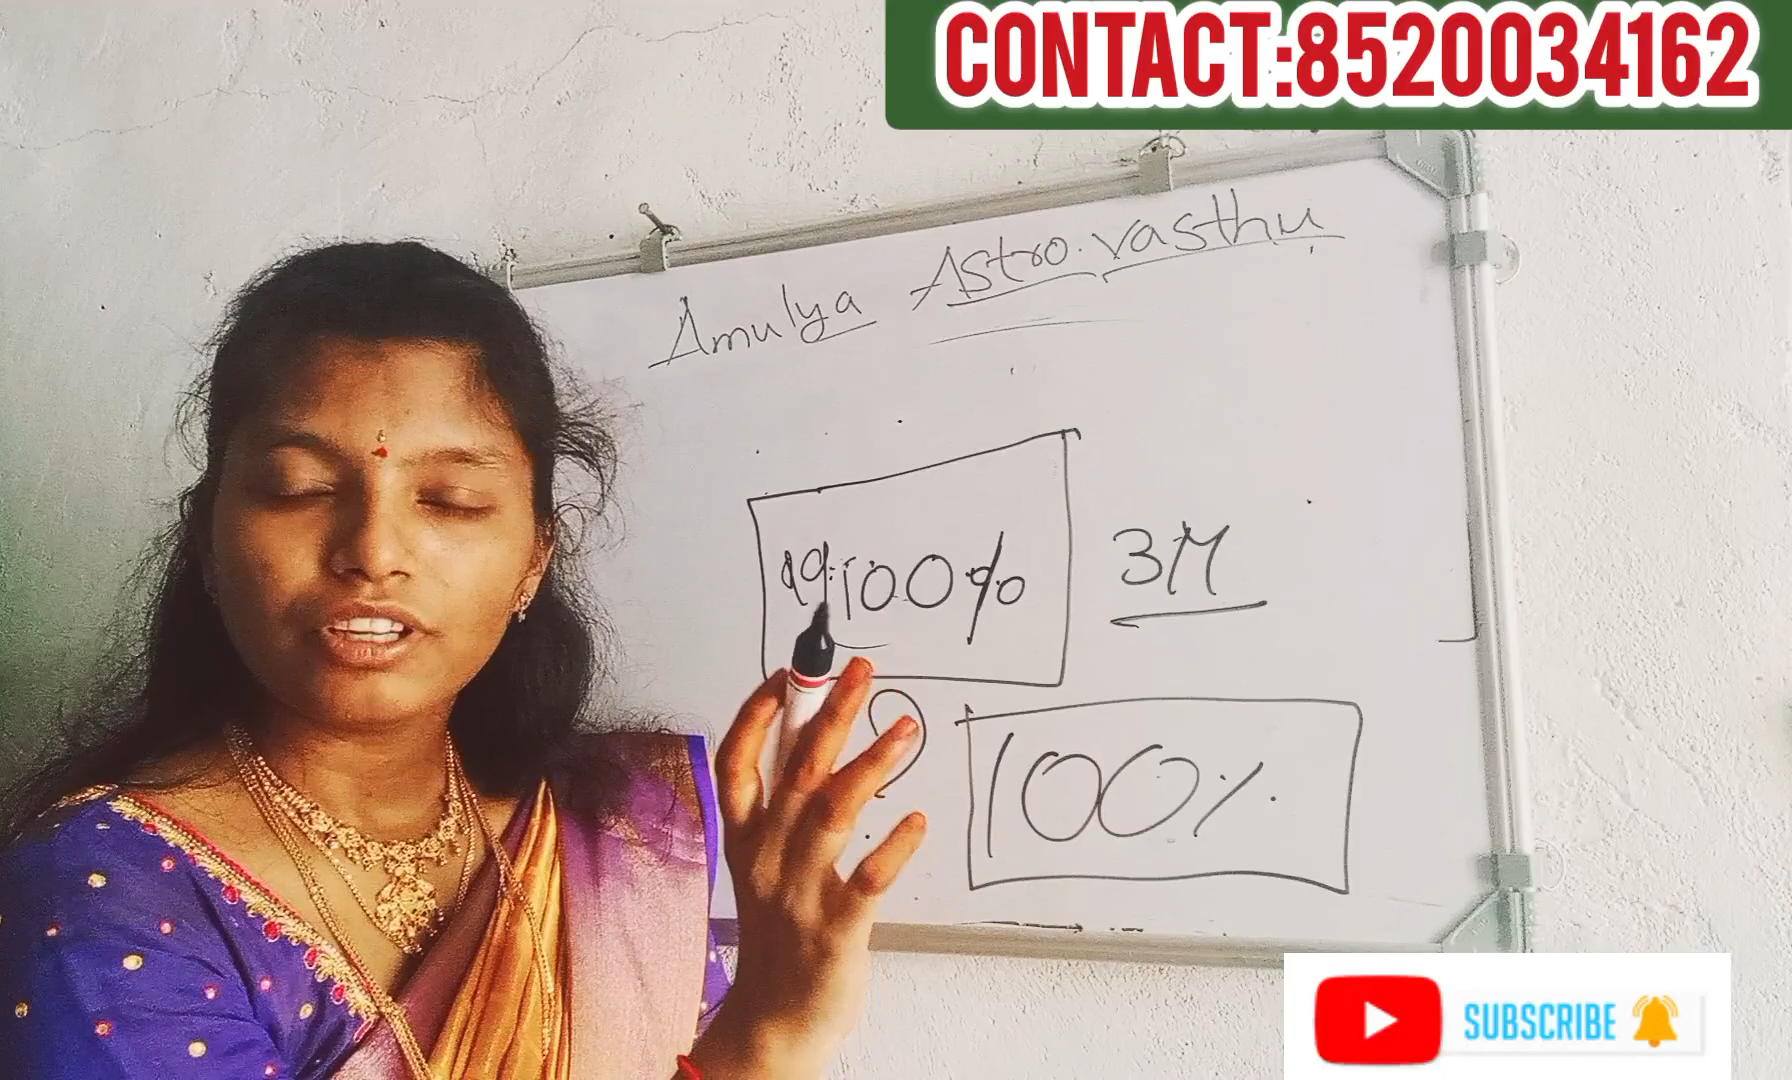 CONTACT:8520034162
Amulya Astro.vasthu
99.100%
3M
100%.
SUBSCRIBE